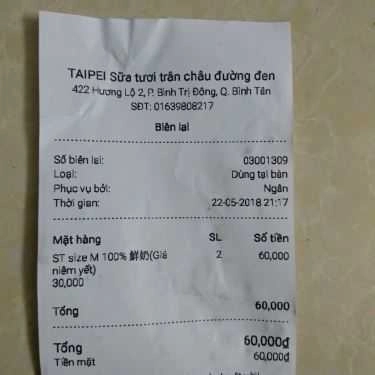 TAIPEI Sữa tươi trân châu đường đen
422 Hương Lộ 2, P. Bình Trị Đông, Q. Bình Tân
SĐT: 01639808217
Biên lai
Số biên lai: 03001309
Loại: Dùng tại bàn
Phục vụ bởi: Ngân
Thời gian: 22-05-2018 21:17
Mặt hàng SL Số tiền
ST size M 100% 鮮奶(Giá 2 60,000
niêm yết)
30,000
Tổng 60,000
Tổng 60,000₫
Tiền mặt 60,000₫